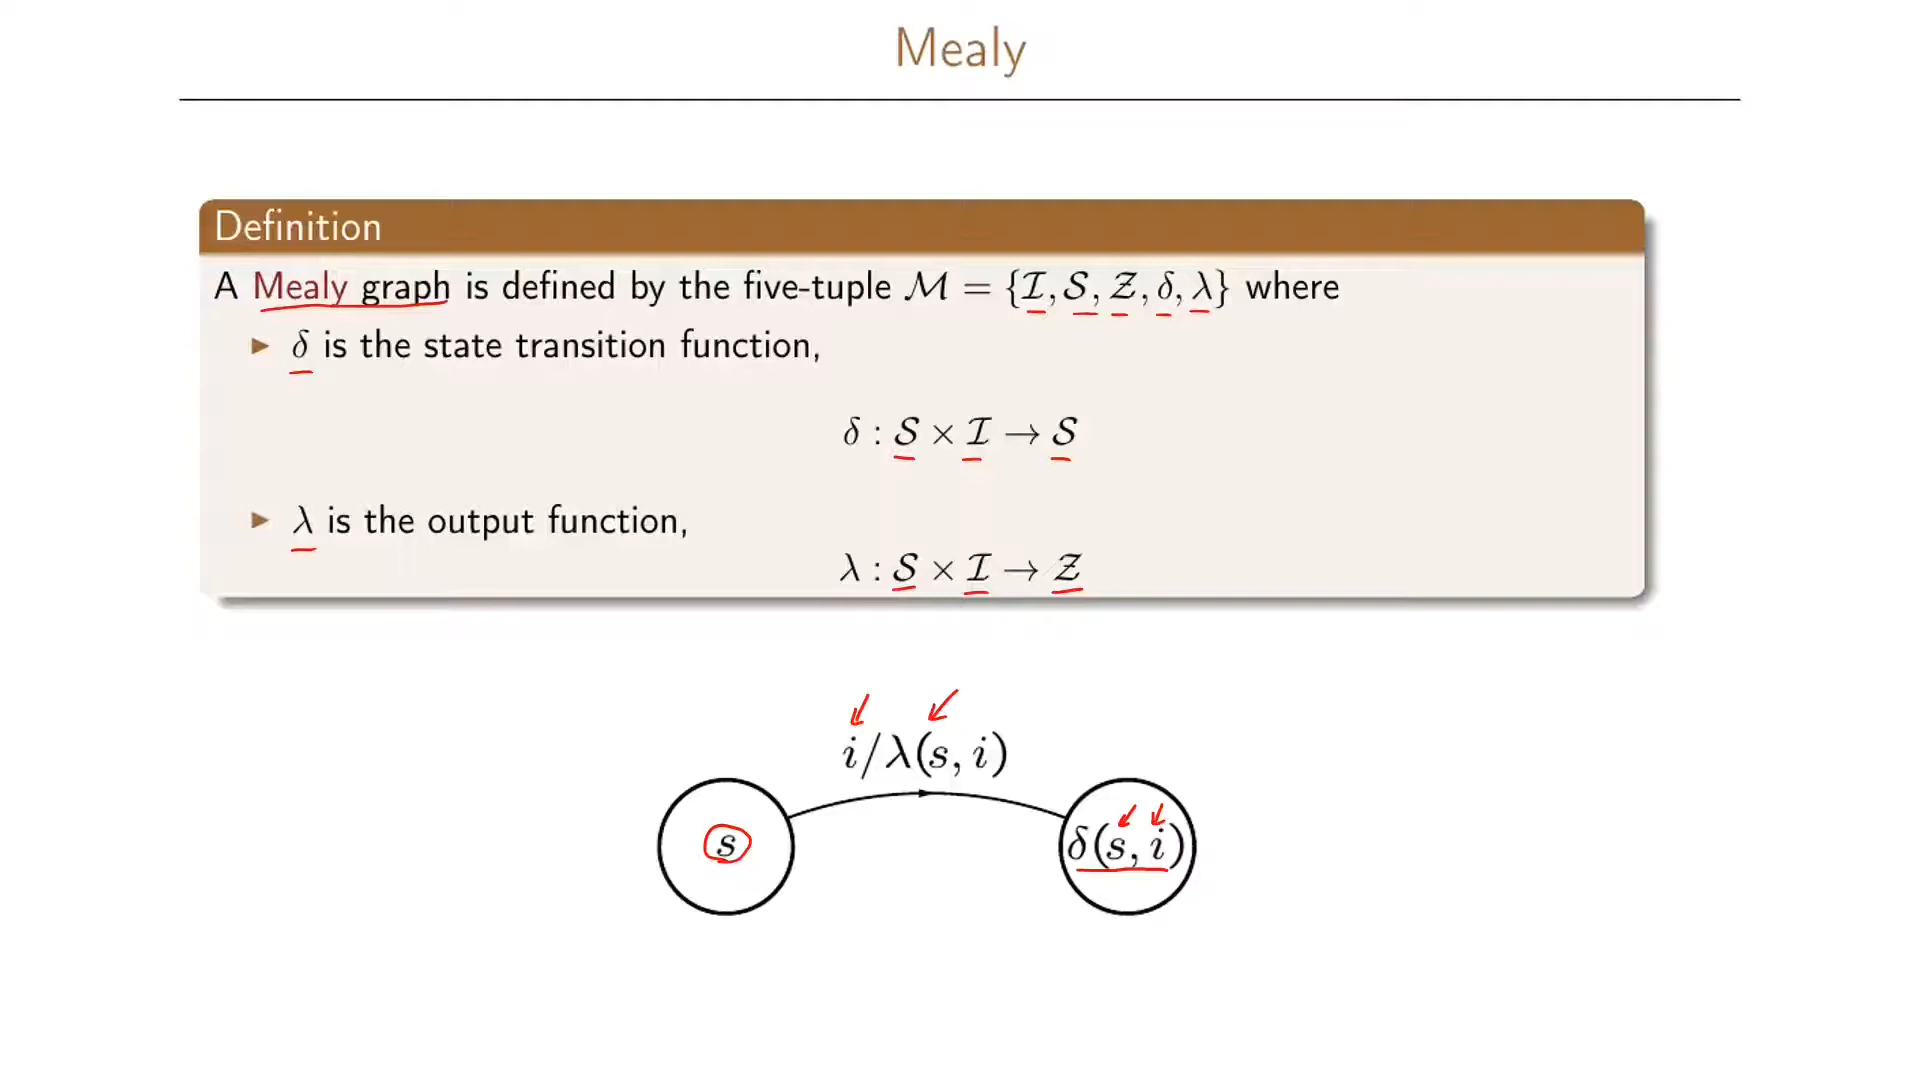 Mealy
Definition
A Mealy graph is defined by the five-tuple ℳ = {ℐ, 𝒮, 𝒵, δ, λ} where
▶ δ is the state transition function,
δ : 𝒮 × ℐ → 𝒮
▶ λ is the output function,
λ : 𝒮 × ℐ → 𝒵
i/λ(s, i)
s
δ(s, i)